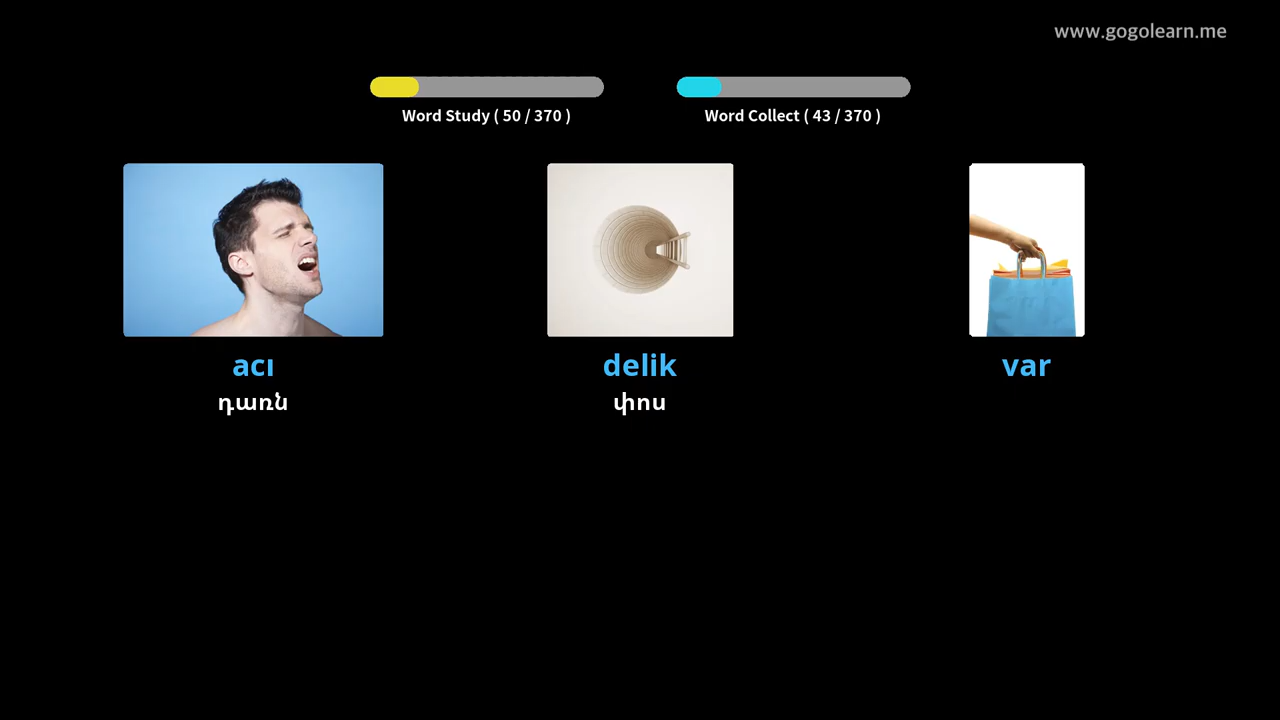 www.gogolearn.me
Word Study ( 50 / 370 )
Word Collect ( 43 / 370 )
acı
դառն
delik
փոս
var